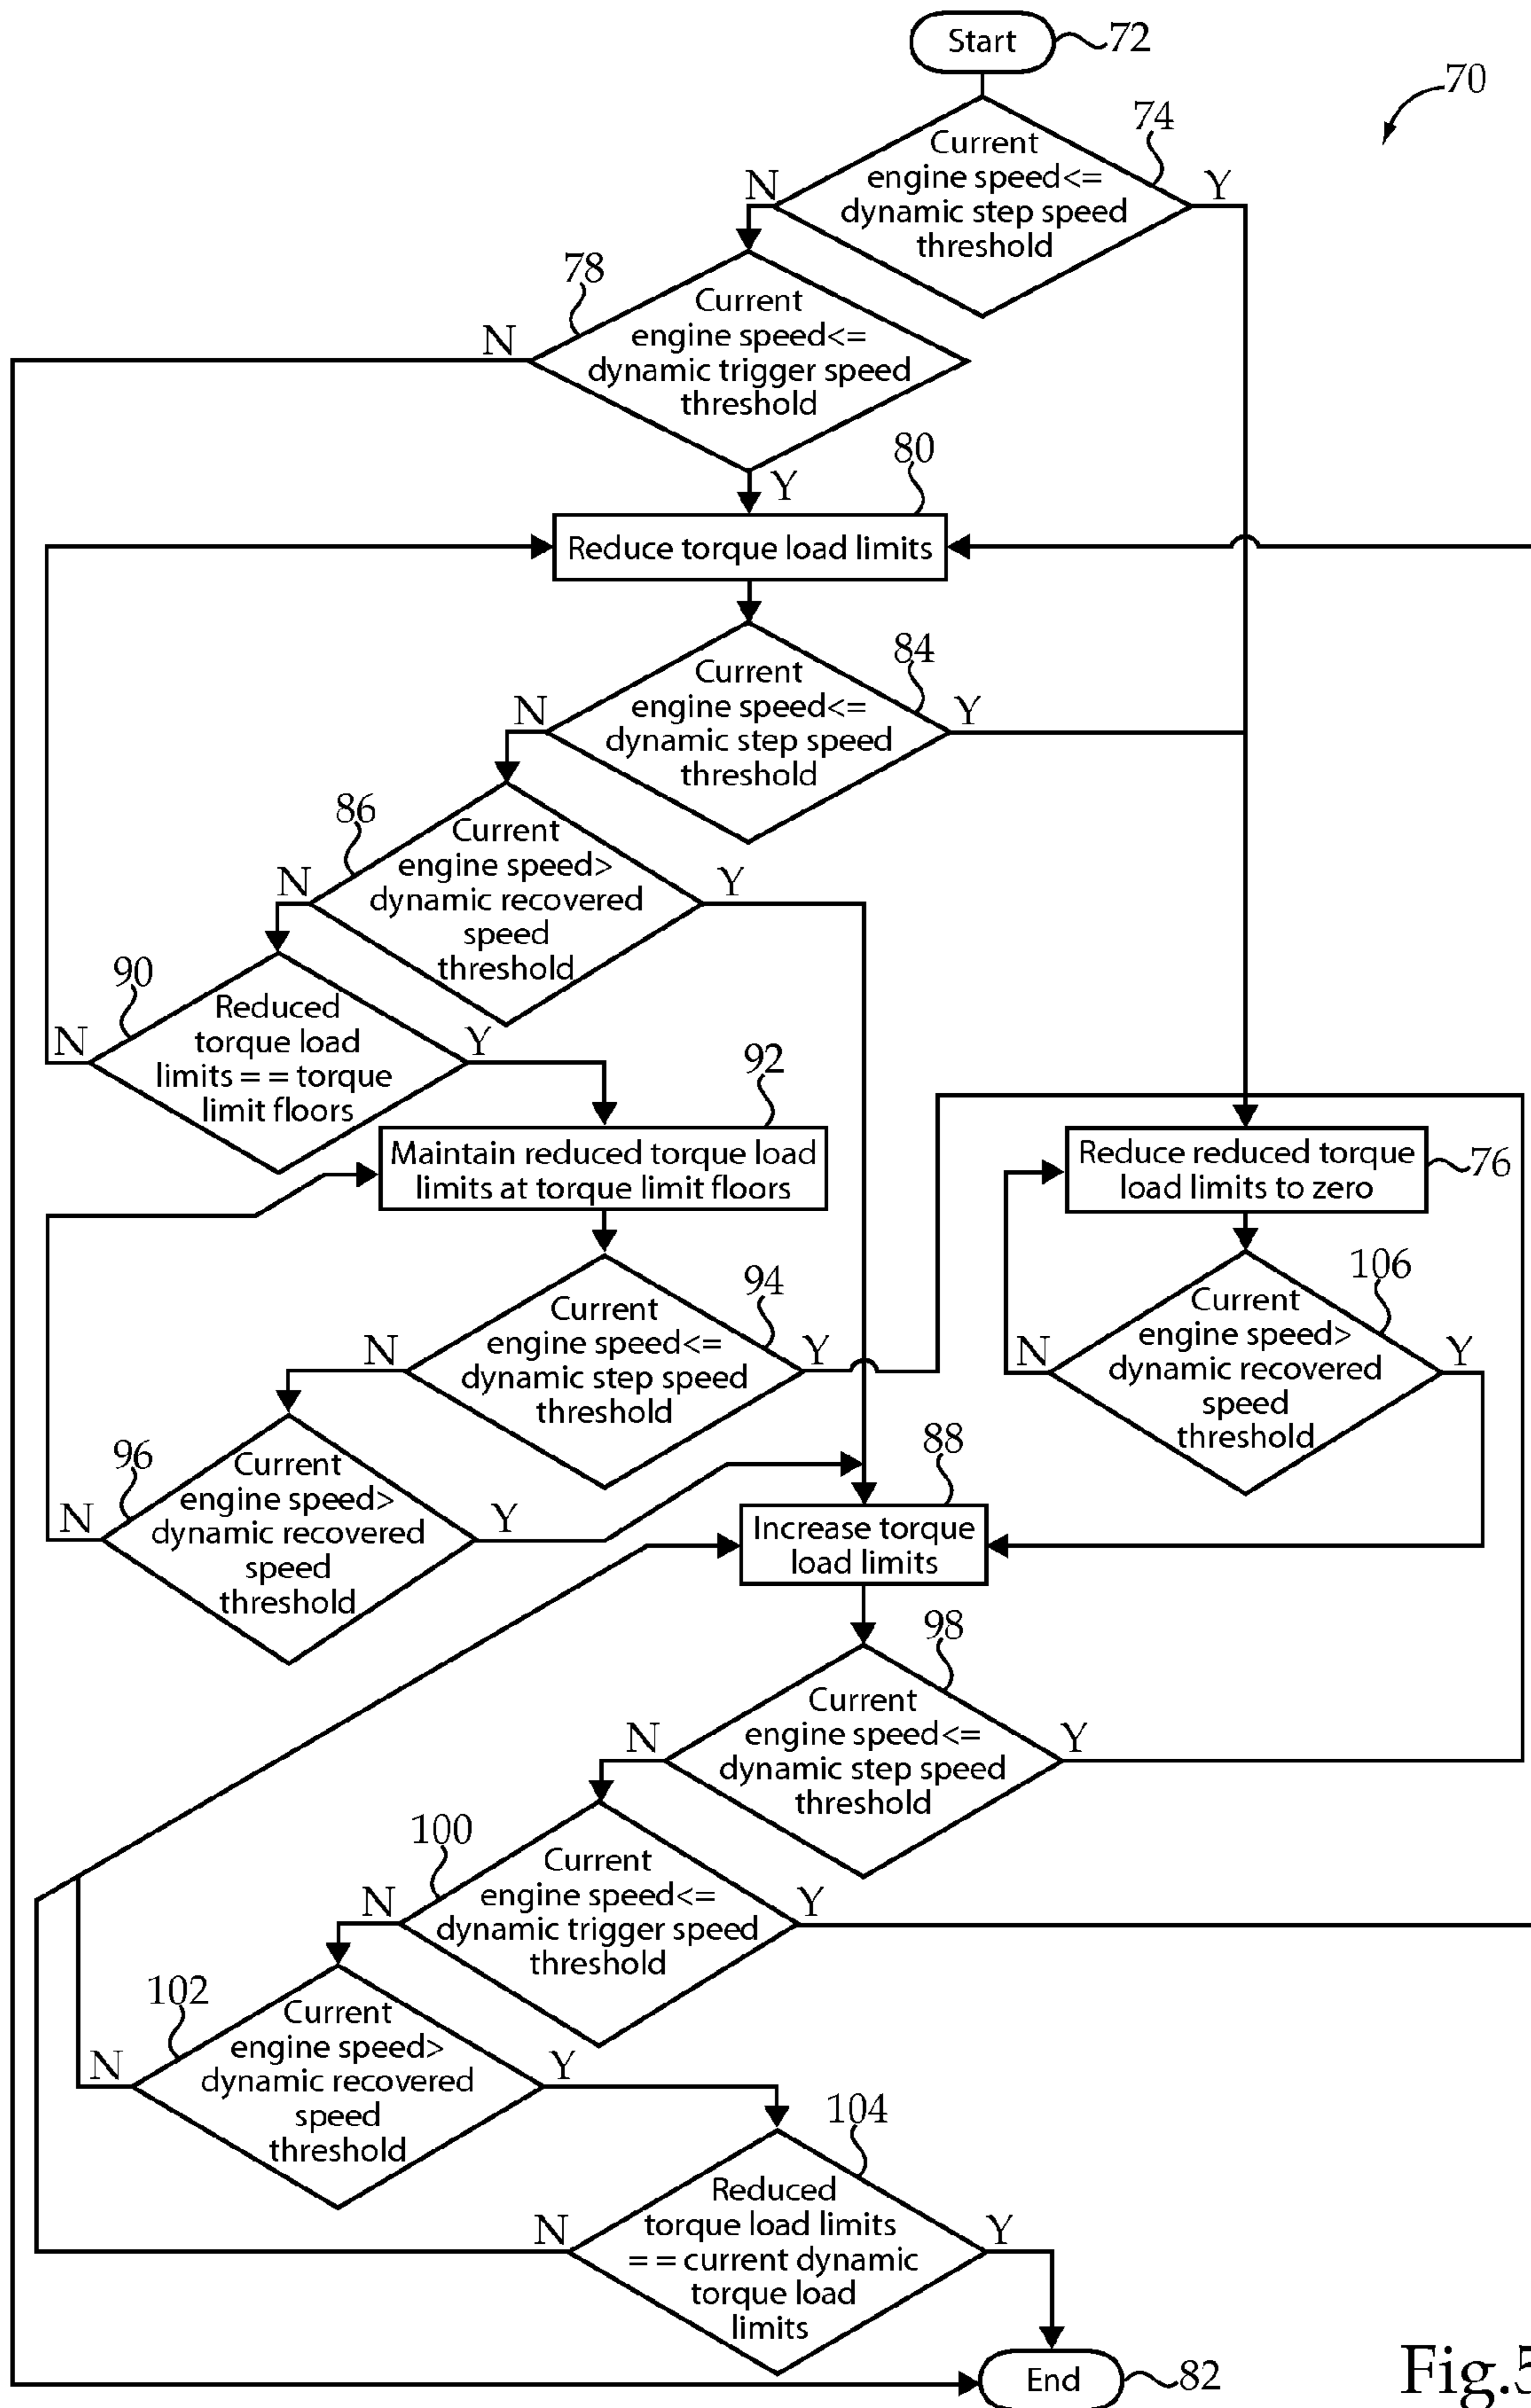 Start
72
70
74
Current
engine speed<=
dynamic step speed
threshold
N
Y
78
Current
engine speed<=
dynamic trigger speed
threshold
N
Y
80
Reduce torque load limits
84
Current
engine speed<=
dynamic step speed
threshold
N
Y
86
Current
engine speed>
dynamic recovered
speed
threshold
N
Y
90
Reduced
torque load
limits = = torque
limit floors
N
Y
92
Maintain reduced torque load
limits at torque limit floors
Reduce reduced torque
load limits to zero
76
94
Current
engine speed<=
dynamic step speed
threshold
N
Y
106
Current
engine speed>
dynamic recovered
speed
threshold
N
Y
96
Current
engine speed>
dynamic recovered
speed
threshold
N
Y
88
Increase torque
load limits
98
Current
engine speed<=
dynamic step speed
threshold
N
Y
100
Current
engine speed<=
dynamic trigger speed
threshold
N
Y
102
Current
engine speed>
dynamic recovered
speed
threshold
N
Y
104
Reduced
torque load limits
= = current dynamic
torque load
limits
N
Y
End
82
Fig.5